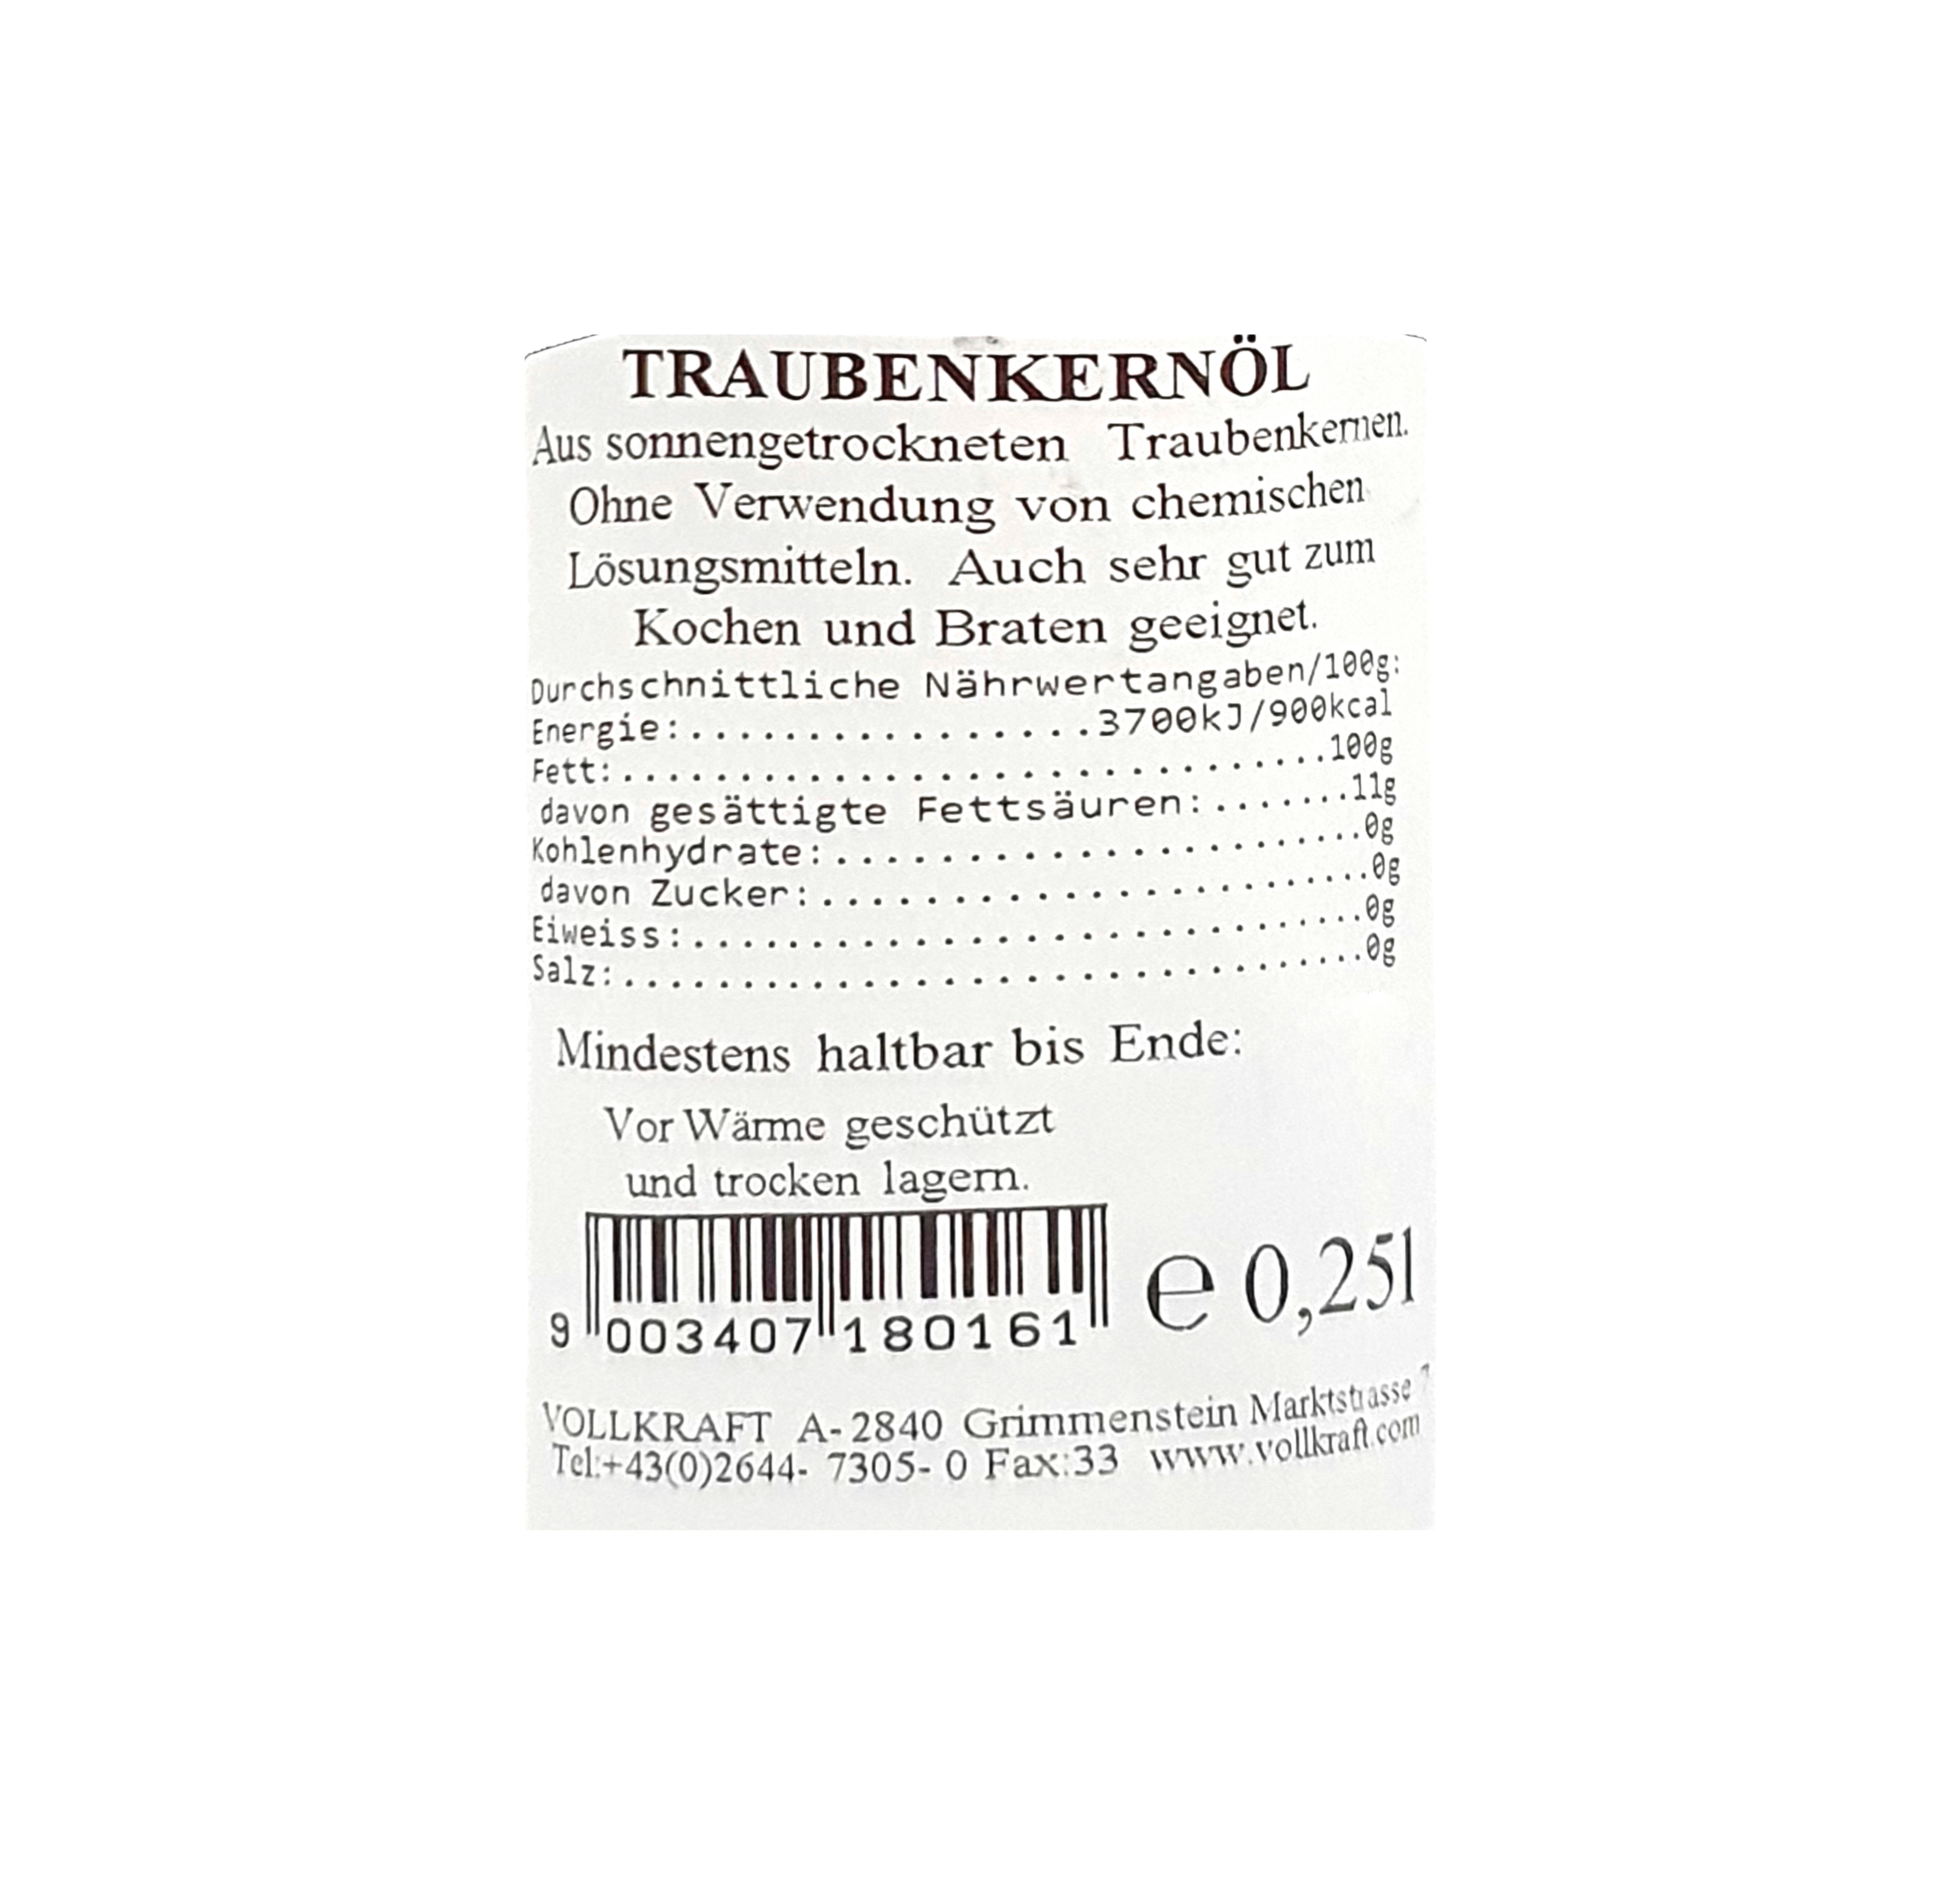 TRAUBENKERNÖL
Aus sonnengetrockneten Traubenkernen.
Ohne Verwendung von chemischen
Lösungsmitteln. Auch sehr gut zum
Kochen und Braten geeignet.
Durchschnittliche Nährwertangaben/100g:
Energie:.................3700kJ/900kcal
Fett:..............................100g
davon gesättigte Fettsäuren:.......11g
Kohlenhydrate:.......................0g
davon Zucker:.......................0g
Eiweiss:.............................0g
Salz:................................0g
Mindestens haltbar bis Ende:
Vor Wärme geschützt
und trocken lagern.
9 003407 180161
e 0,25l
VOLLKRAFT A-2840 Grimmenstein Marktstrasse
Tel:+43(0)2644- 7305- 0 Fax:33 www.vollkraft.com